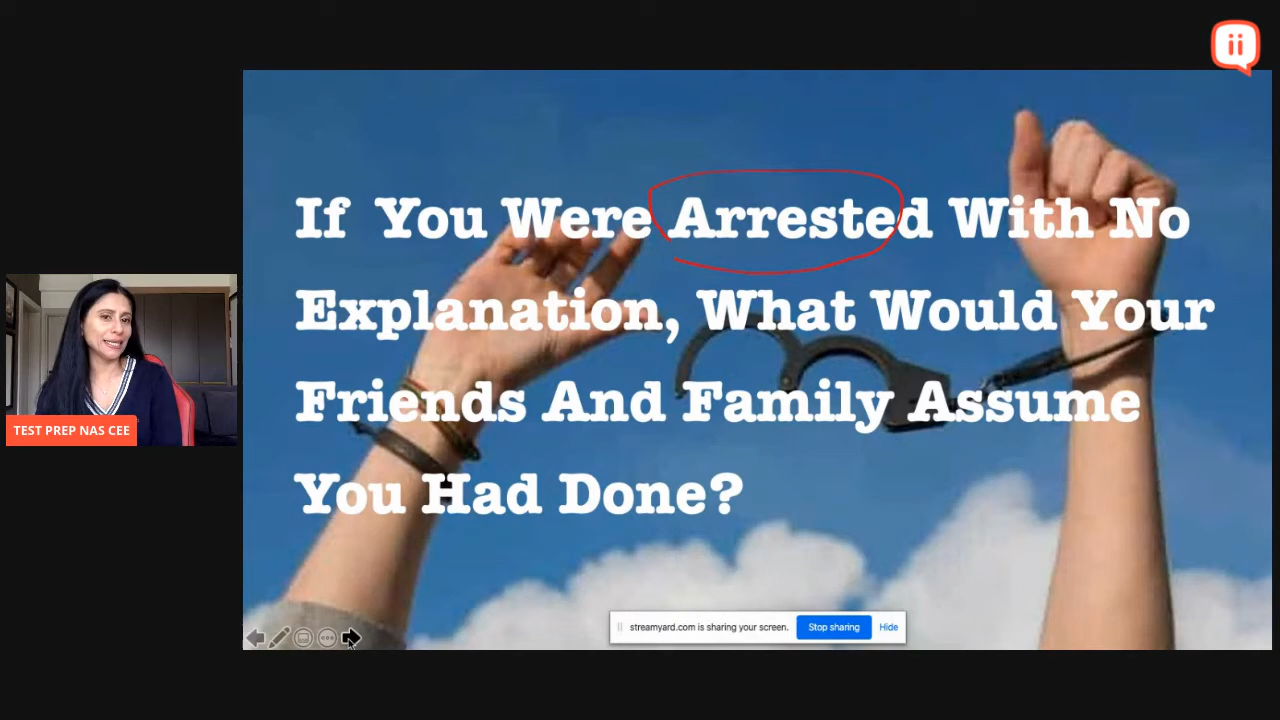 If You Were Arrested With No
Explanation, What Would Your
Friends And Family Assume
You Had Done?
TEST PREP NAS CEE
streamyard.com is sharing your screen.
Stop sharing
Hide
ii